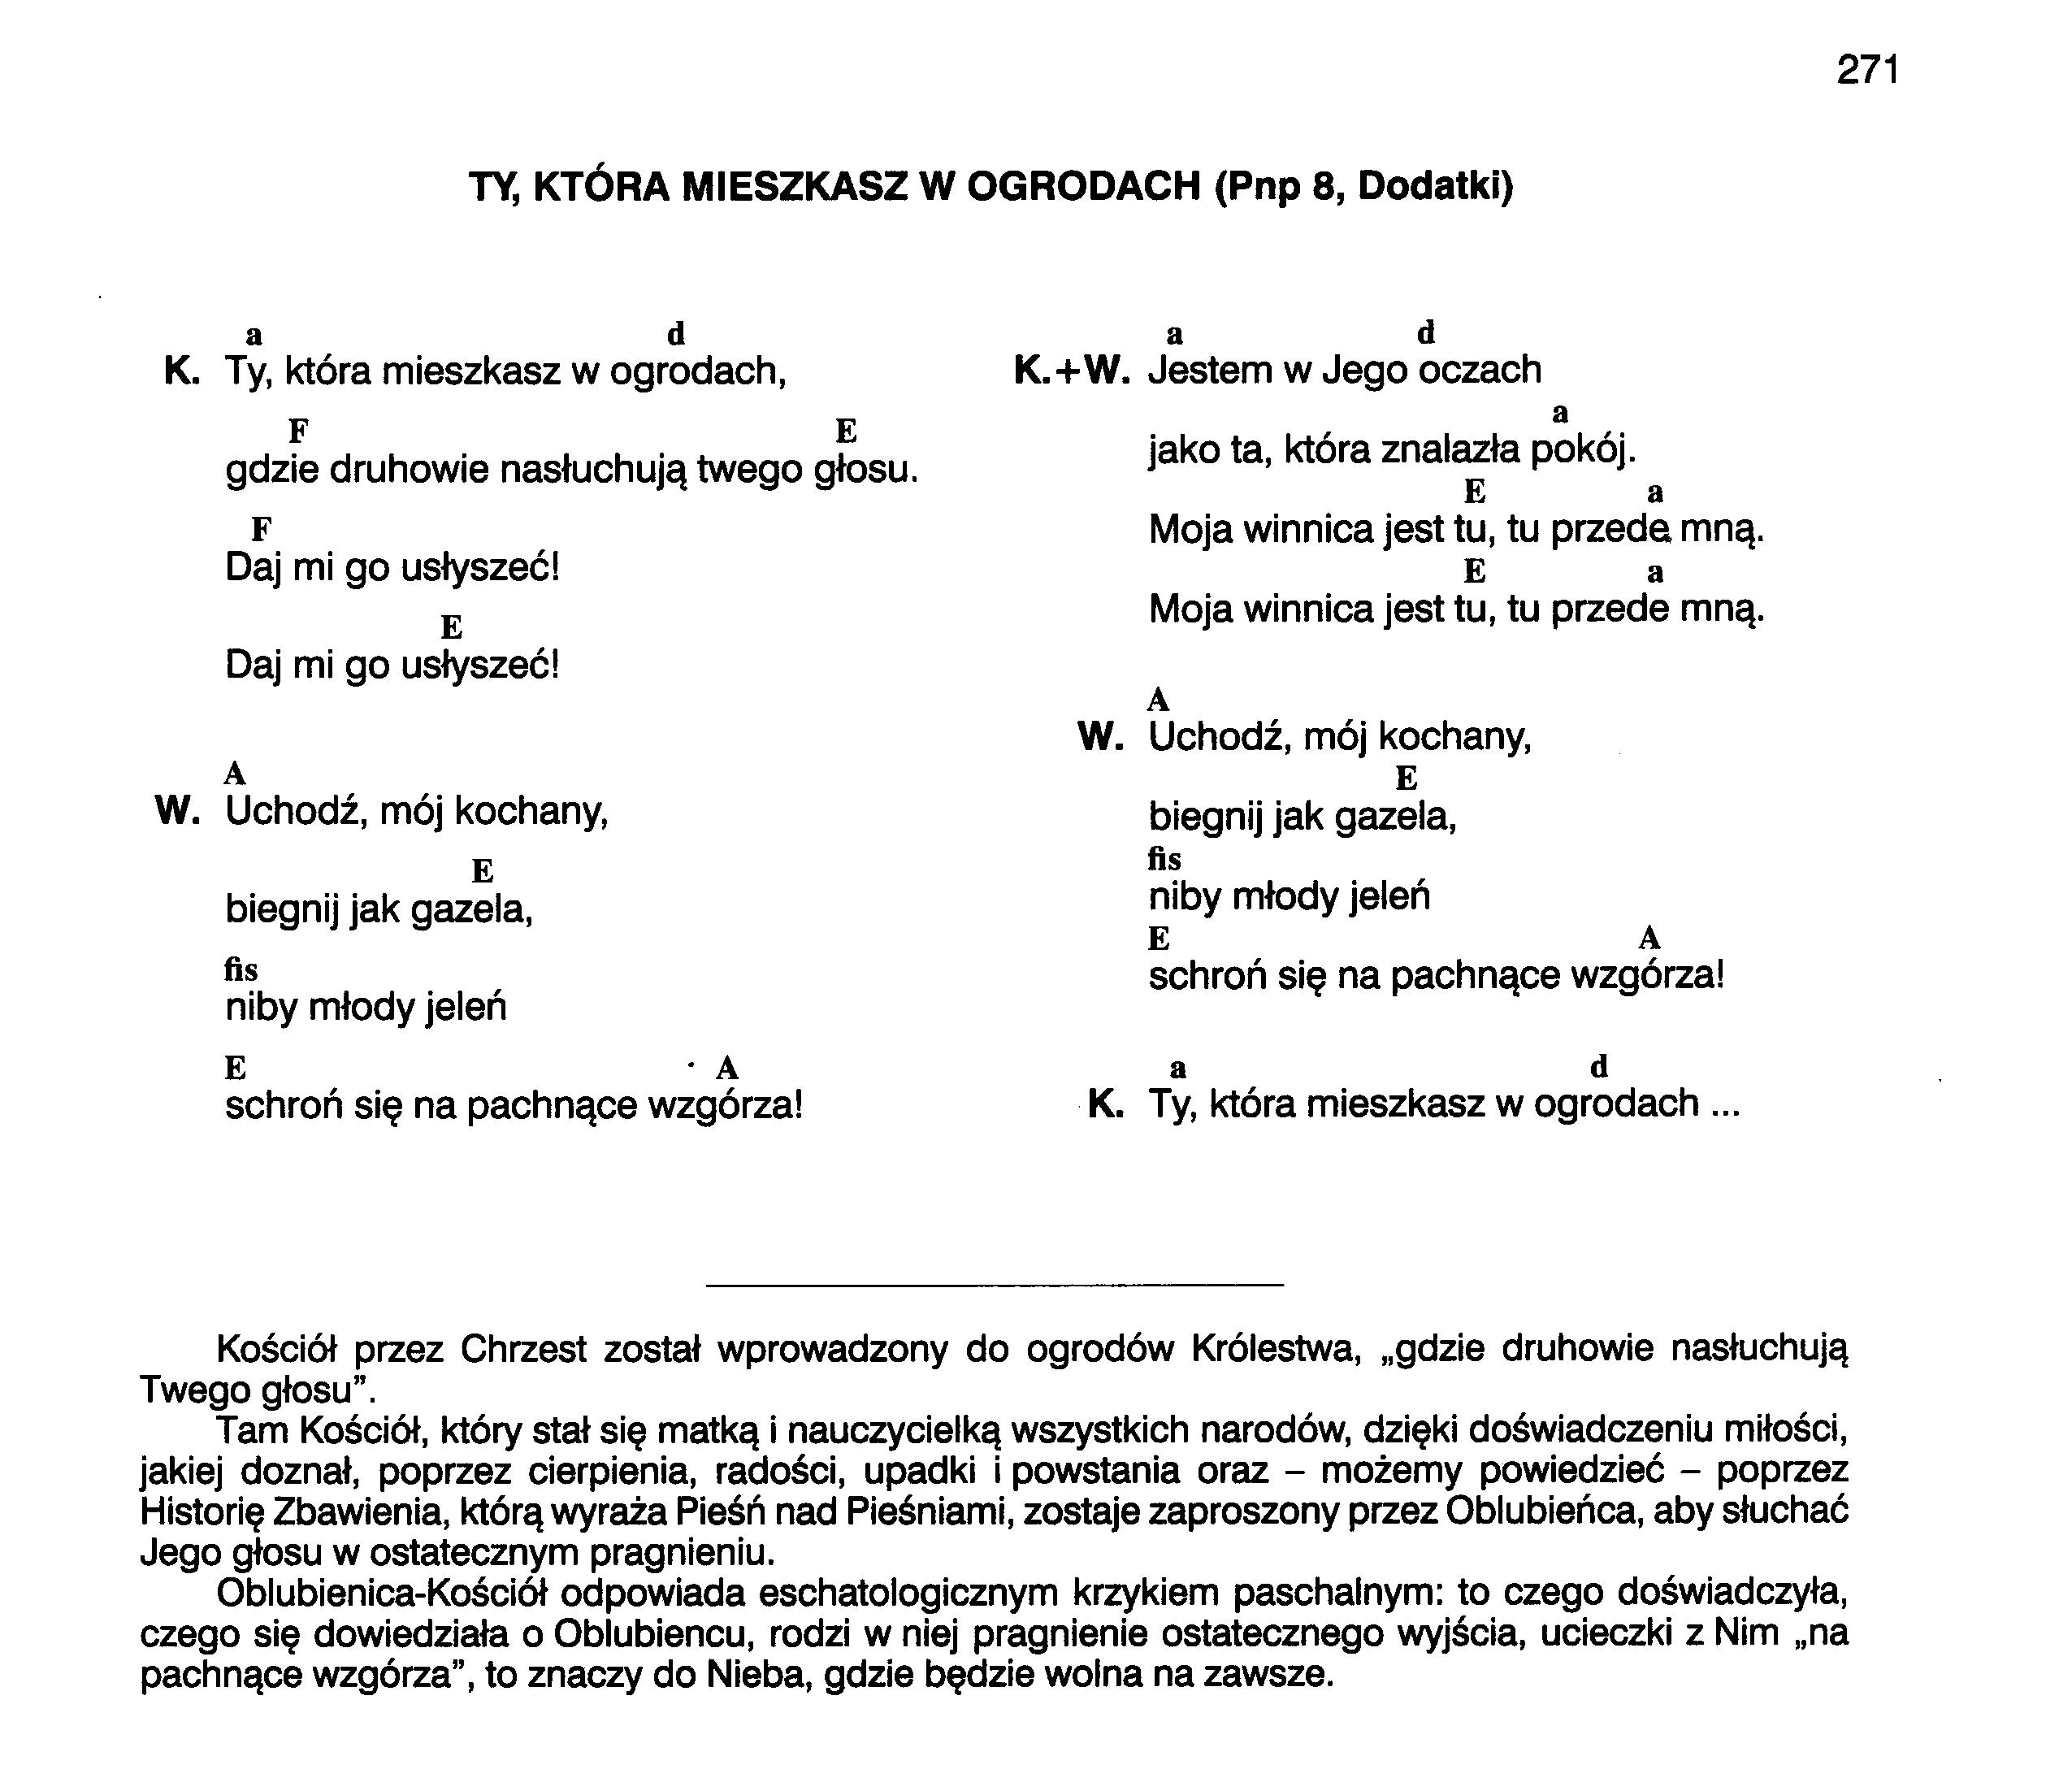 271
TY, KTÓRA MIESZKASZ W OGRODACH (Pnp 8, Dodatki)
a d
K. Ty, która mieszkasz w ogrodach,
F E
gdzie druhowie nasłuchują twego głosu.
F
Daj mi go usłyszeć!
E
Daj mi go usłyszeć!
A
W. Uchodź, mój kochany,
E
biegnij jak gazela,
fis
niby młody jeleń
E A
schroń się na pachnące wzgórza!
a d
K.+W. Jestem w Jego oczach
a
jako ta, która znalazła pokój.
E a
Moja winnica jest tu, tu przede mną.
E a
Moja winnica jest tu, tu przede mną.
A
W. Uchodź, mój kochany,
E
biegnij jak gazela,
fis
niby młody jeleń
E A
schroń się na pachnące wzgórza!
a d
K. Ty, która mieszkasz w ogrodach ...
Kościół przez Chrzest został wprowadzony do ogrodów Królestwa, „gdzie druhowie nasłuchują
Twego głosu”.
Tam Kościół, który stał się matką i nauczycielką wszystkich narodów, dzięki doświadczeniu miłości,
jakiej doznał, poprzez cierpienia, radości, upadki i powstania oraz – możemy powiedzieć – poprzez
Historię Zbawienia, którą wyraża Pieśń nad Pieśniami, zostaje zaproszony przez Oblubieńca, aby słuchać
Jego głosu w ostatecznym pragnieniu.
Oblubienica-Kościół odpowiada eschatologicznym krzykiem paschalnym: to czego doświadczyła,
czego się dowiedziała o Oblubiencu, rodzi w niej pragnienie ostatecznego wyjścia, ucieczki z Nim „na
pachnące wzgórza”, to znaczy do Nieba, gdzie będzie wolna na zawsze.